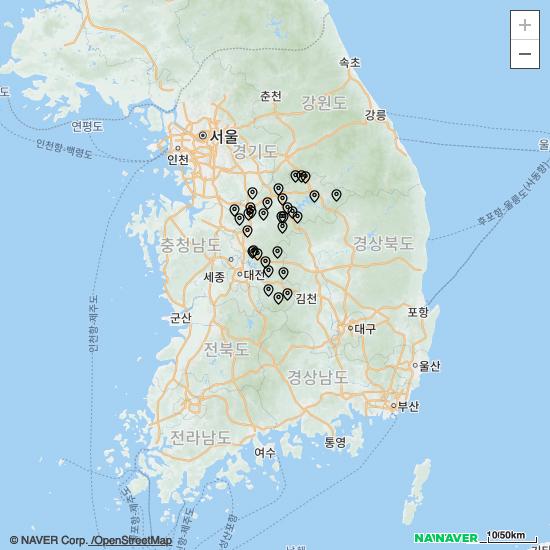 +
−
속초
춘천
강원도
강릉
연평도
서울
인천
경기도
인천항-백령도
울
후포항-울릉도(사동항)
충청남도
경상북도
세종
대전
김천
인천항-제주도
군산
포항
대구
전북도
울산
경상남도
부산
전라남도
통영
여수
© NAVER Corp. /OpenStreetMap
NAVER
10/50km